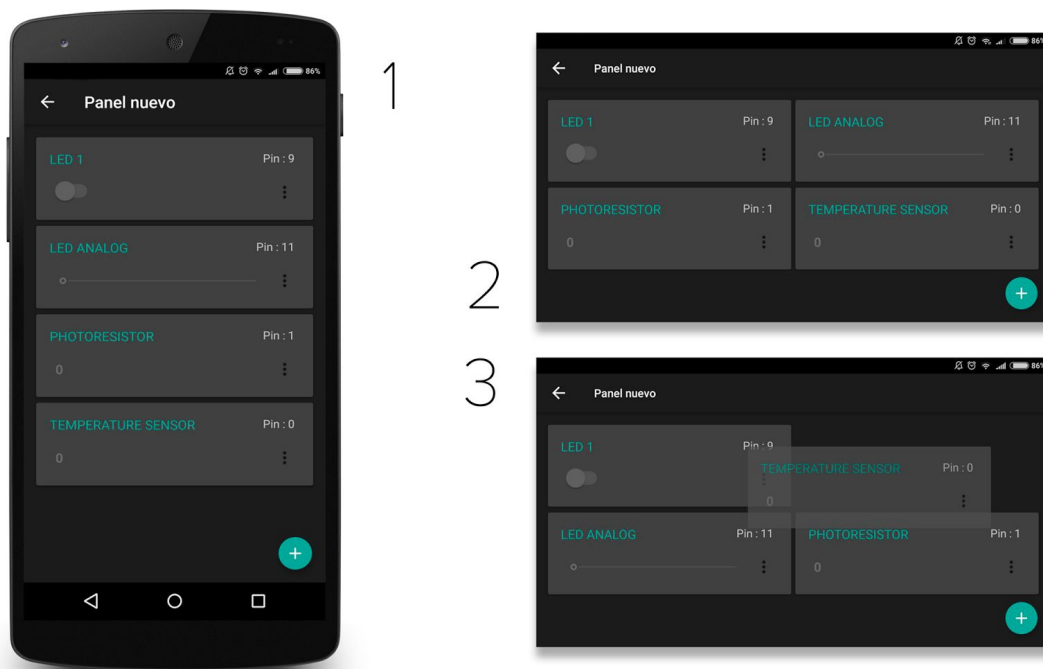 1
86%
Panel nuevo
LED 1 Pin : 9
LED ANALOG Pin : 11
PHOTORESISTOR Pin : 1
0
TEMPERATURE SENSOR Pin : 0
0
+
2
86%
Panel nuevo
LED 1 Pin : 9 LED ANALOG Pin : 11
PHOTORESISTOR Pin : 1 TEMPERATURE SENSOR Pin : 0
0 0
+
3
86%
Panel nuevo
LED 1 Pin : 9
TEMPERATURE SENSOR Pin : 0
0
LED ANALOG Pin : 11 PHOTORESISTOR Pin : 1
0
+